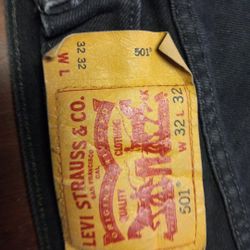 501®
W L
32 32
LEVI STRAUSS & CO.
SAN FRANCISCO
CAL.
ORIGINAL
QUALITY
CLOTHING
501®
W 32 L 32